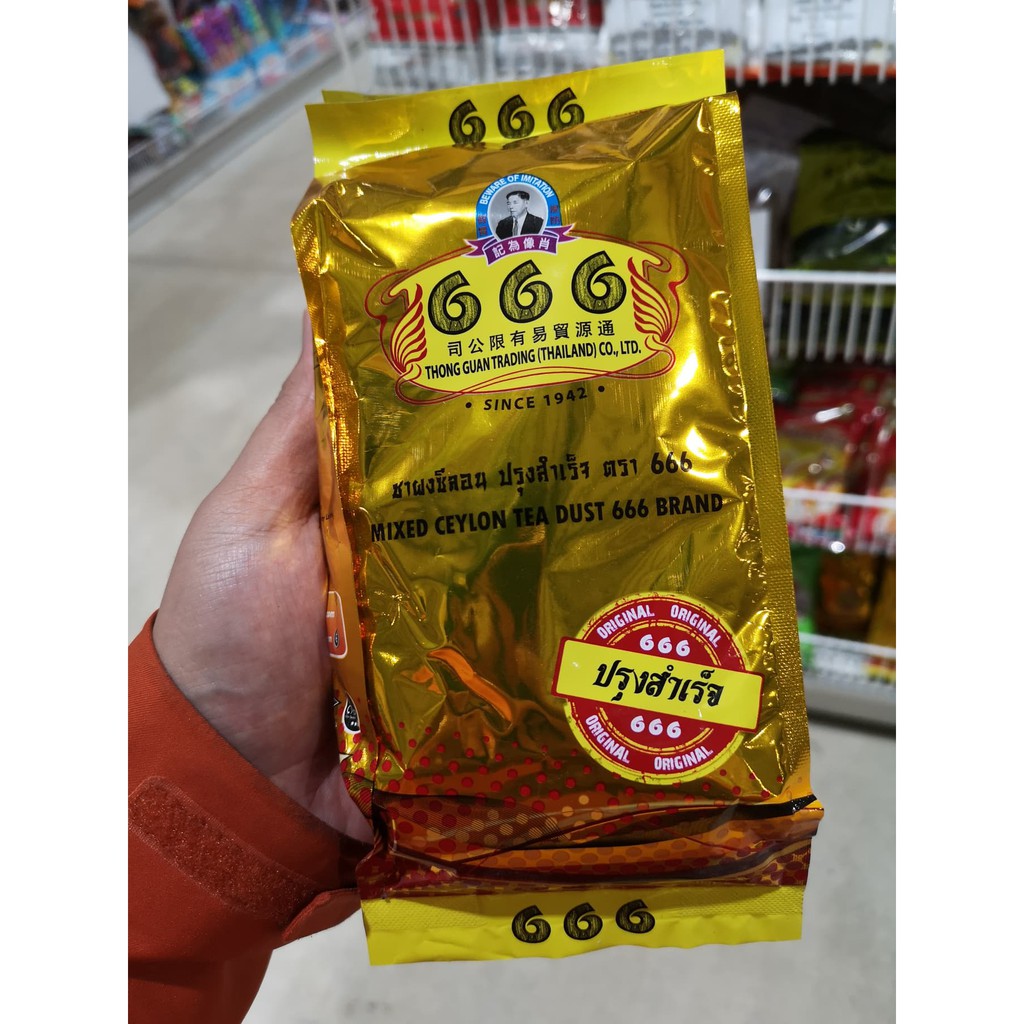 666
BEWARE OF IMITATION
記為像肖
666
司公限有易貿源通
THONG GUAN TRADING (THAILAND) CO., LTD.
• SINCE 1942 •
ชาผงซีลอน ปรุงสำเร็จ ตรา 666
MIXED CEYLON TEA DUST 666 BRAND
ORIGINAL ORIGINAL
666
ปรุงสำเร็จ
666
ORIGINAL ORIGINAL
666